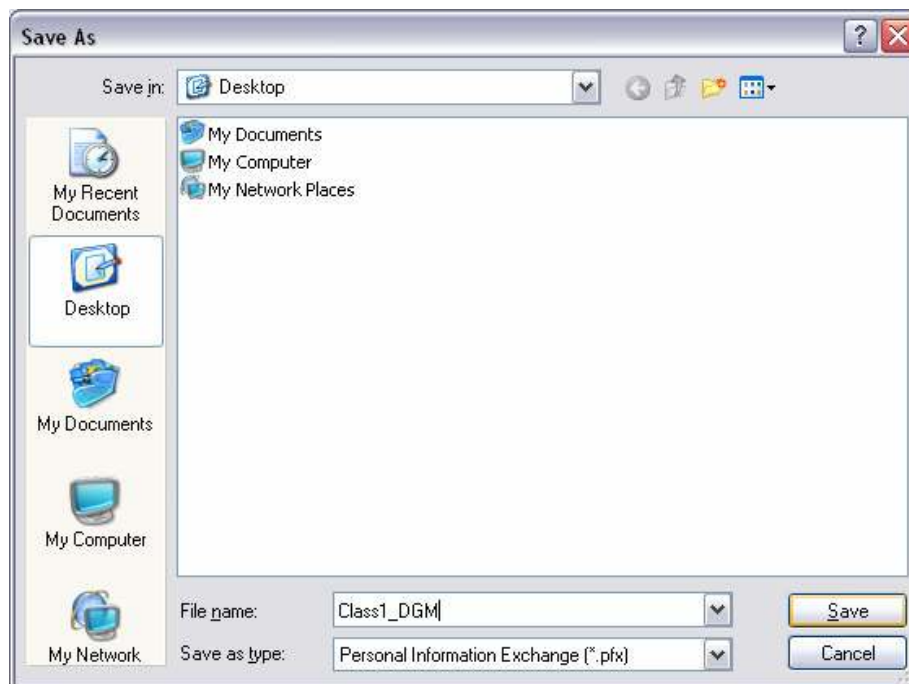 Save As
?
Save in:
Desktop
My Recent
Documents
Desktop
My Documents
My Computer
My Network
My Documents
My Computer
My Network Places
File name:
Class1_DGM
Save
Save as type:
Personal Information Exchange (*.pfx)
Cancel